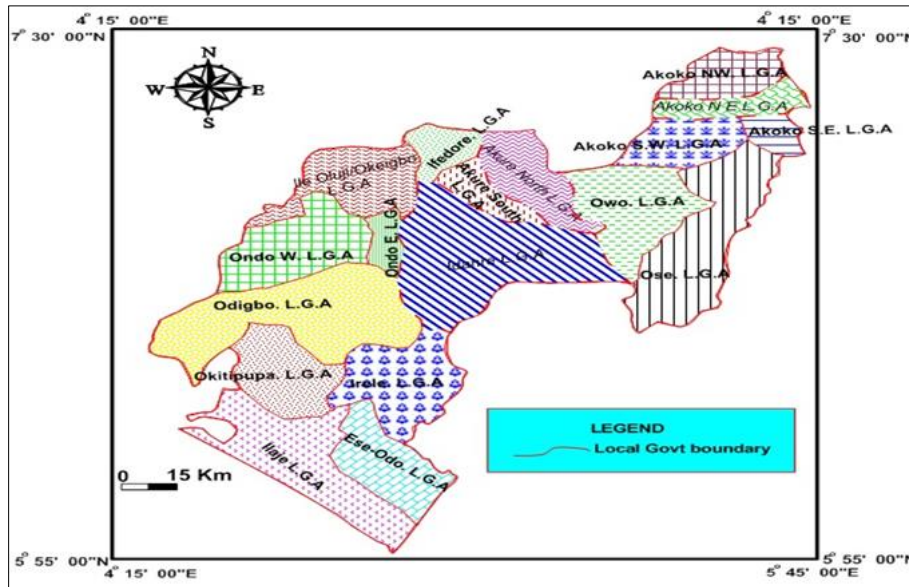 4° 15' 00"E
5° 45' 00"E
7° 30' 00"N
7° 30' 00"N
N
W
E
S
Akoko NW. L.G.A
Akoko N E L.G.A
Akoko S.E. L.G.A
Akoko S.W. L.G.A
Ifedore. L.G.A
Akure North L.G.A
Akure South
L.G.A
Ile Oluji/Okeigbo
L.G.A
Owo. L.G.A
Ondo E. L.G.A
Ondo W. L.G.A
Idanre L.G.A
Ose. L.G.A
Odigbo. L.G.A
Okitipupa. L.G.A
Irele. L.G.A
LEGEND
Local Govt boundary
Ese-Odo. L.G.A
Ilaje L.G.A
0 15 Km
5° 55' 00"N
5° 55' 00"N
4° 15' 00"E
5° 45' 00"E